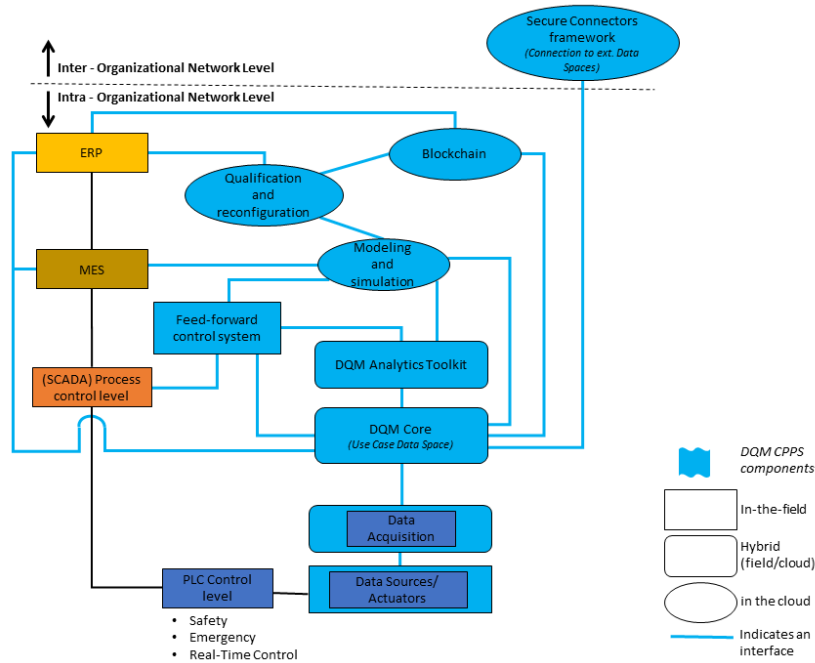 Secure Connectors
framework
(Connection to ext. Data
Spaces)
Inter - Organizational Network Level
Intra - Organizational Network Level
ERP
Blockchain
Qualification
and
reconfiguration
MES
Modeling
and
simulation
Feed-forward
control system
DQM Analytics Toolkit
(SCADA) Process
control level
DQM Core
(Use Case Data Space)
Data
Acquisition
PLC Control
level
Data Sources/
Actuators
• Safety
• Emergency
• Real-Time Control
DQM CPPS
components
In-the-field
Hybrid
(field/cloud)
in the cloud
Indicates an
interface